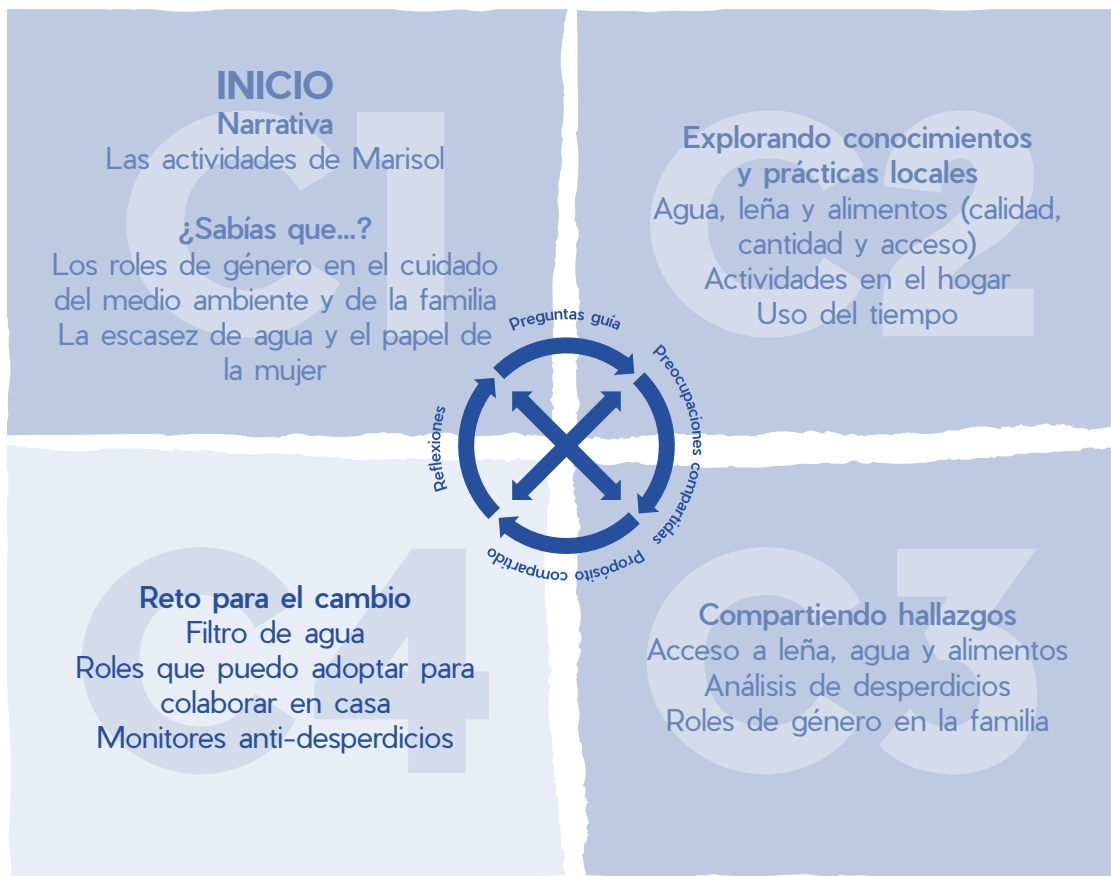 C1
INICIO
Narrativa
Las actividades de Marisol
¿Sabías que...?
Los roles de género en el cuidado
del medio ambiente y de la familia
La escasez de agua y el papel de
la mujer
C2
Explorando conocimientos
y prácticas locales
Agua, leña y alimentos (calidad,
cantidad y acceso)
Actividades en el hogar
Uso del tiempo
Preguntas guía
Preocupaciones compartidas
Propósito compartido
Reflexiones
C4
Reto para el cambio
Filtro de agua
Roles que puedo adoptar para
colaborar en casa
Monitores anti-desperdicios
C3
Compartiendo hallazgos
Acceso a leña, agua y alimentos
Análisis de desperdicios
Roles de género en la familia